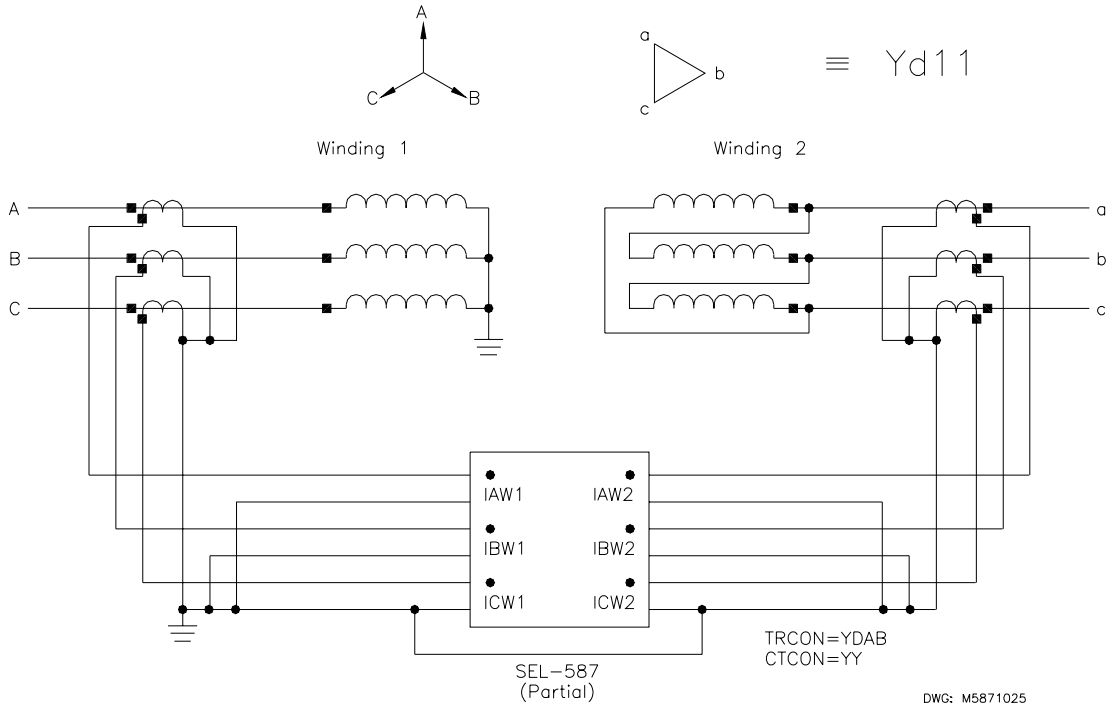 A
C
B
a
b
c
≡ Yd11
Winding 1
Winding 2
A
B
C
a
b
c
IAW1
IBW1
ICW1
IAW2
IBW2
ICW2
SEL-587
(Partial)
TRCON=YDAB
CTCON=YY
DWG: M5871025